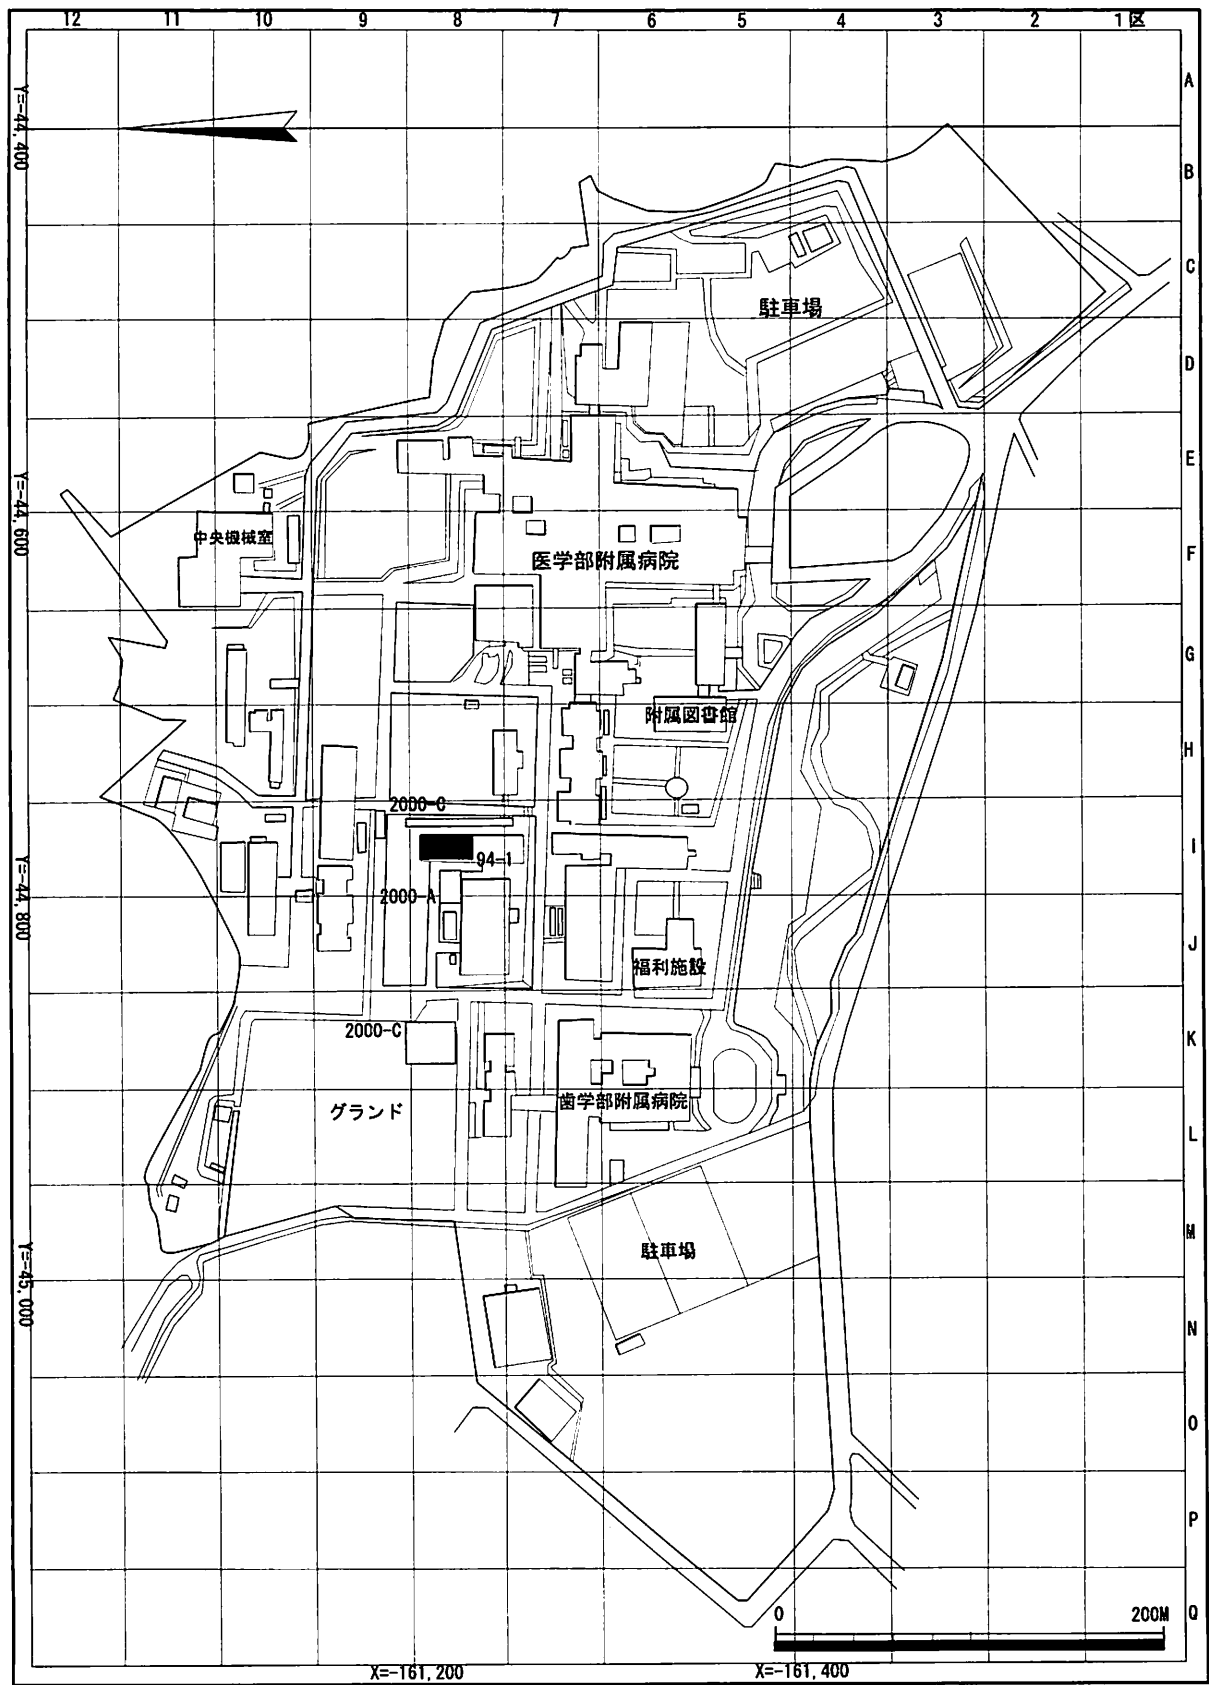 12 11 10 9 8 7 6 5 4 3 2 1区
A
Y=-44,400
B
C
駐車場
D
E
Y=-44,600
中央機械室
F
医学部附属病院
G
附属図書館
H
2000-C
I
94-1
Y=-44,800
2000-A
J
福利施設
2000-C
K
グランド
歯学部附属病院
L
M
駐車場
Y=-45,000
N
O
P
0 200M
Q
X=-161,200 X=-161,400